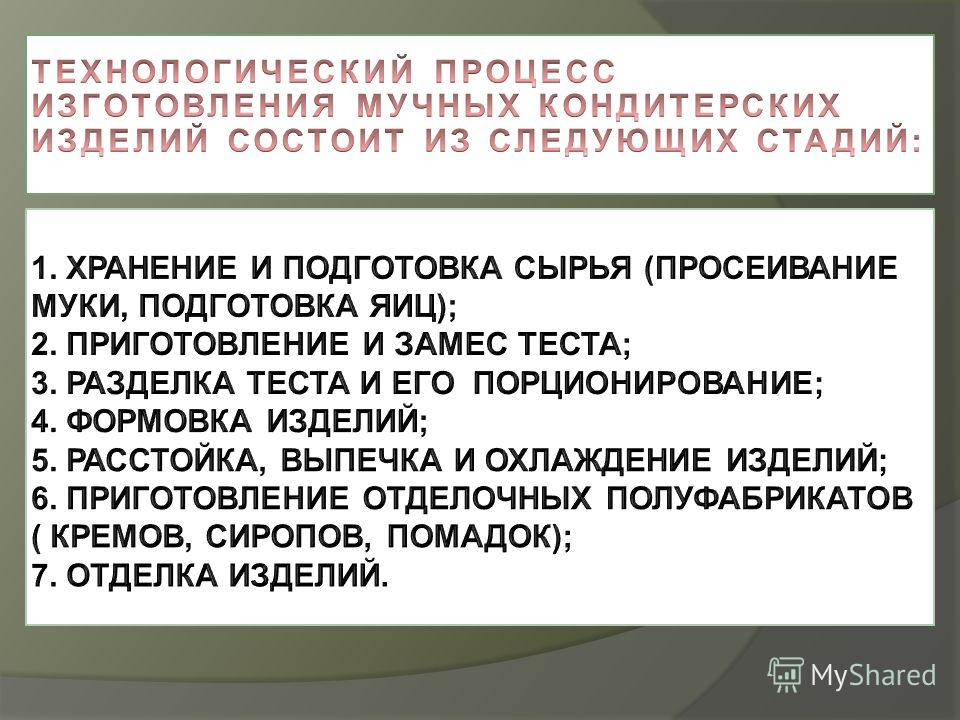 ТЕХНОЛОГИЧЕСКИЙ ПРОЦЕСС
ИЗГОТОВЛЕНИЯ МУЧНЫХ КОНДИТЕРСКИХ
ИЗДЕЛИЙ СОСТОИТ ИЗ СЛЕДУЮЩИХ СТАДИЙ:
1. ХРАНЕНИЕ И ПОДГОТОВКА СЫРЬЯ (ПРОСЕИВАНИЕ
МУКИ, ПОДГОТОВКА ЯИЦ);
2. ПРИГОТОВЛЕНИЕ И ЗАМЕС ТЕСТА;
3. РАЗДЕЛКА ТЕСТА И ЕГО ПОРЦИОНИРОВАНИЕ;
4. ФОРМОВКА ИЗДЕЛИЙ;
5. РАССТОЙКА, ВЫПЕЧКА И ОХЛАЖДЕНИЕ ИЗДЕЛИЙ;
6. ПРИГОТОВЛЕНИЕ ОТДЕЛОЧНЫХ ПОЛУФАБРИКАТОВ
( КРЕМОВ, СИРОПОВ, ПОМАДОК);
7. ОТДЕЛКА ИЗДЕЛИЙ.
MyShared